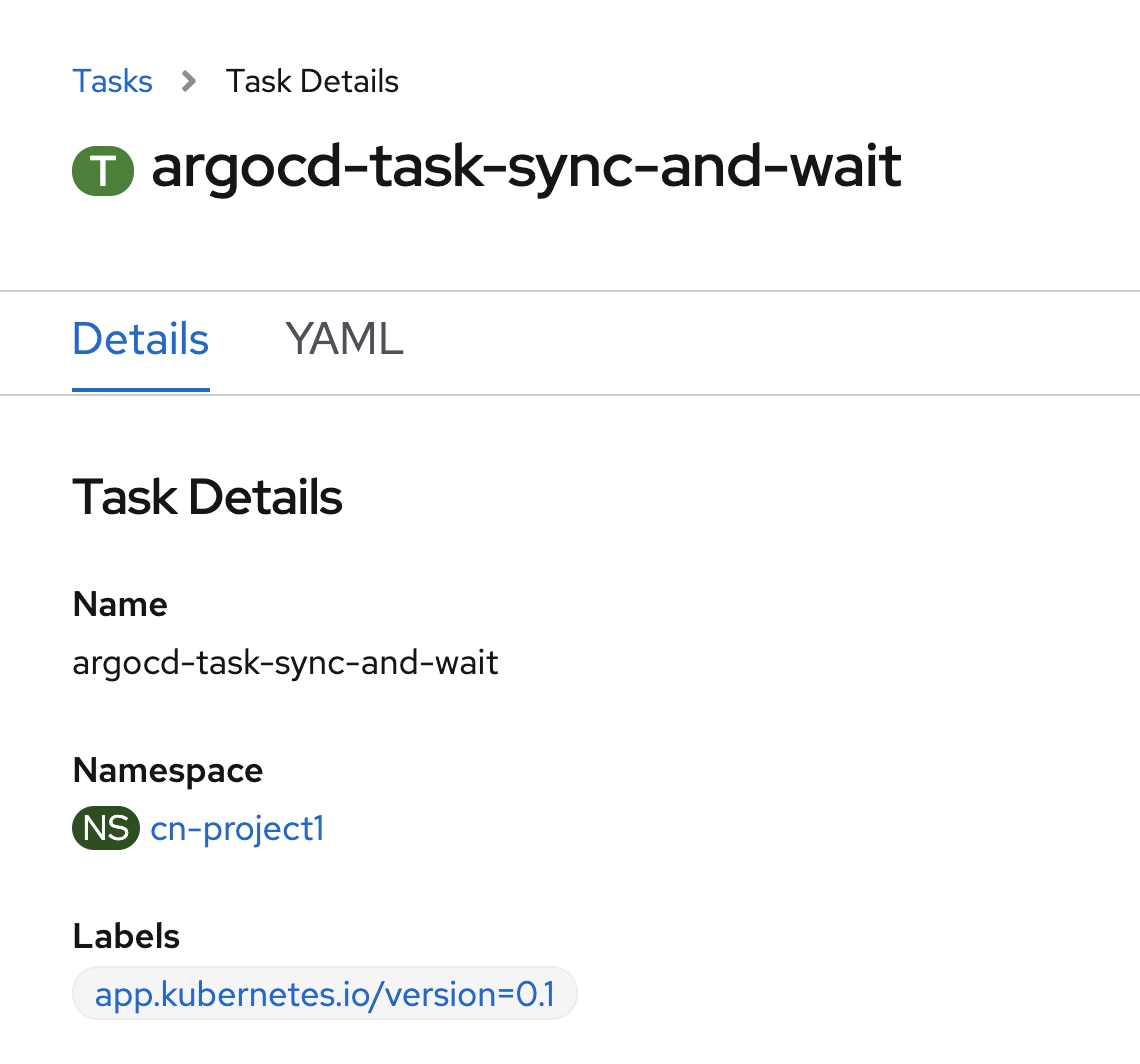 Tasks > Task Details
T argocd-task-sync-and-wait
Details YAML
Task Details
Name
argocd-task-sync-and-wait
Namespace
NS cn-project1
Labels
app.kubernetes.io/version=0.1